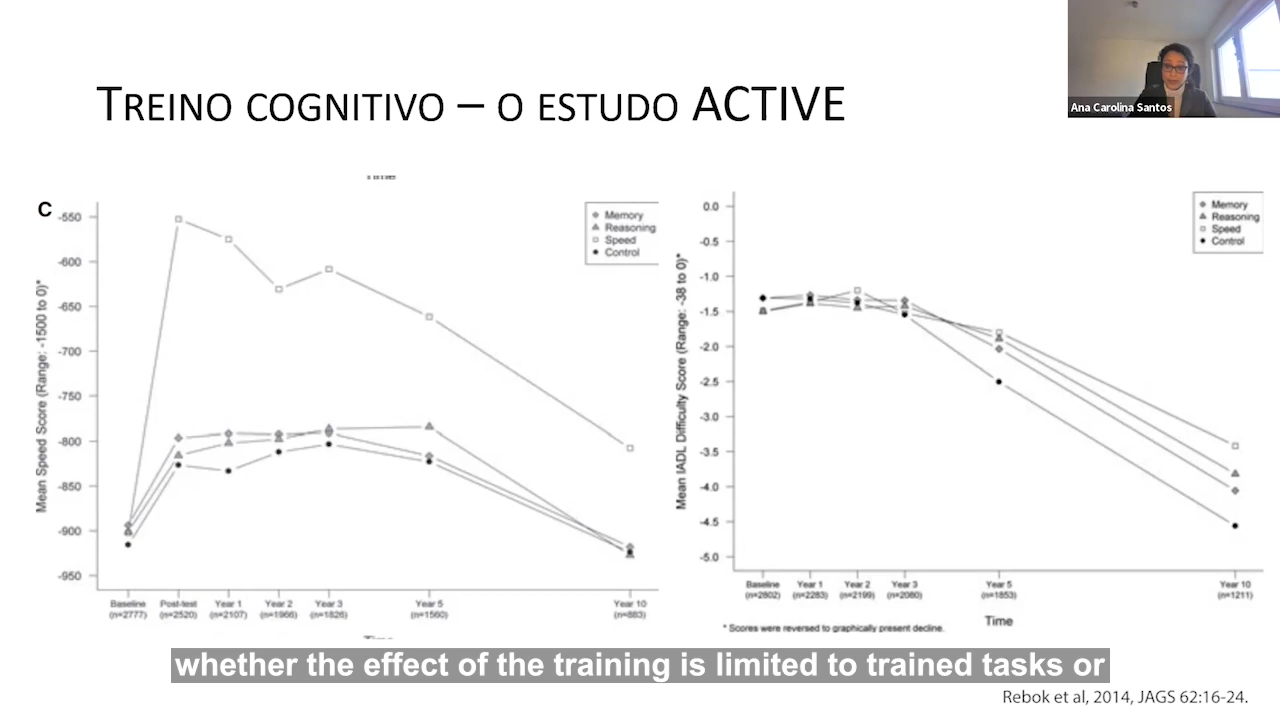 TREINO COGNITIVO – O ESTUDO ACTIVE
Ana Carolina Santos
C
Mean Speed Score (Range: -1500 to 0)*
-550
-600
-650
-700
-750
-800
-850
-900
-950
Memory
Reasoning
Speed
Control
Baseline Post-test Year 1 Year 2 Year 3 Year 5 Year 10
(n=2777) (n=2520) (n=2107) (n=1966) (n=1826) (n=1560) (n=883)
Mean IADL Difficulty Score (Range: -38 to 0)*
0.0
-0.5
-1.0
-1.5
-2.0
-2.5
-3.0
-3.5
-4.0
-4.5
-5.0
Memory
Reasoning
Speed
Control
Baseline Year 1 Year 2 Year 3 Year 5 Year 10
(n=2802) (n=2283) (n=2199) (n=2080) (n=1853) (n=1211)
Time
* Scores were reversed to graphically present decline.
whether the effect of the training is limited to trained tasks or
Rebok et al, 2014, JAGS 62:16-24.